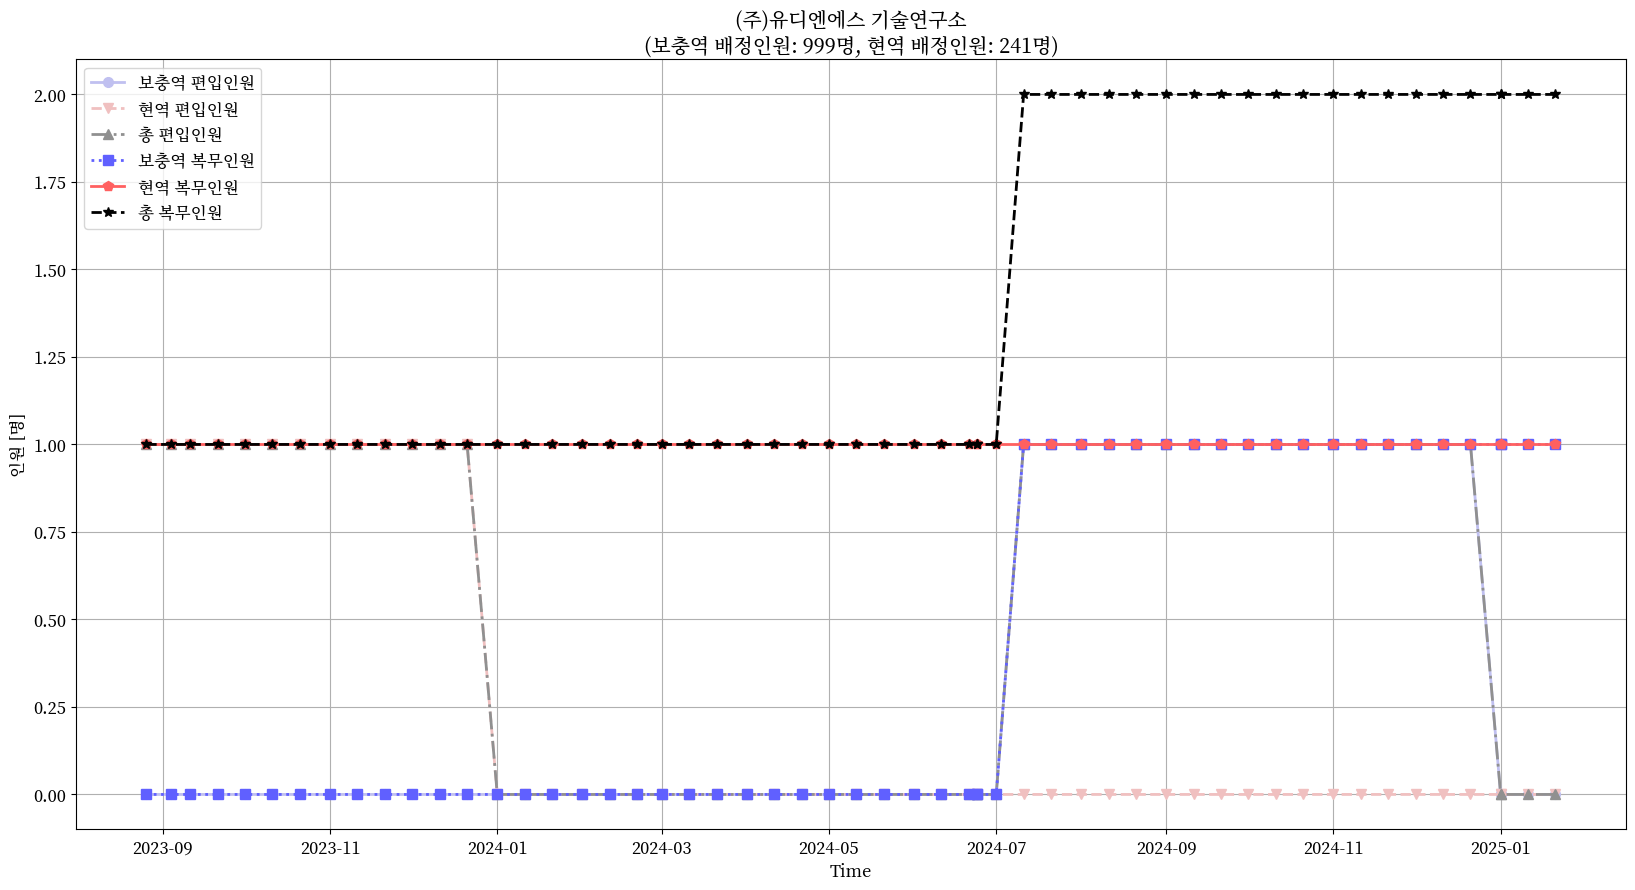 (주)유디엔에스 기술연구소
(보충역 배정인원: 999명, 현역 배정인원: 241명)
보충역 편입인원
현역 편입인원
총 편입인원
보충역 복무인원
현역 복무인원
총 복무인원
2.00
1.75
1.50
1.25
1.00
0.75
0.50
0.25
0.00
인원 [명]
2023-09
2023-11
2024-01
2024-03
2024-05
2024-07
2024-09
2024-11
2025-01
Time